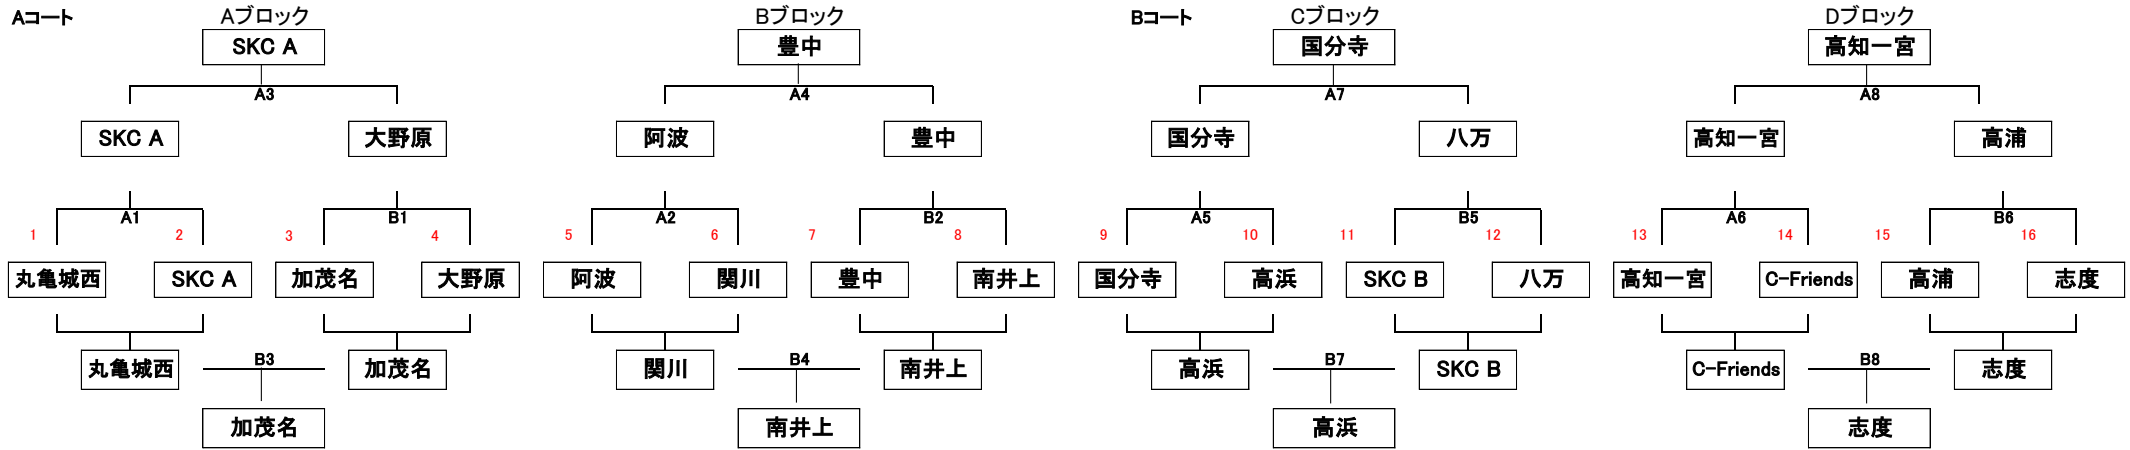 Aコート Aブロック Bブロック Bコート Cブロック Dブロック
SKC A 豊中 国分寺 高知一宮
A3 A4 A7 A8
SKC A 大野原 阿波 豊中 国分寺 八万 高知一宮 高浦
A1 B1 A2 B2 A5 B5 A6 B6
1 2 3 4 5 6 7 8 9 10 11 12 13 14 15 16
丸亀城西 SKC A 加茂名 大野原 阿波 関川 豊中 南井上 国分寺 高浜 SKC B 八万 高知一宮 C-Friends 高浦 志度
B3 B4 B7 B8
丸亀城西 加茂名 関川 南井上 高浜 SKC B C-Friends 志度
加茂名 南井上 高浜 志度